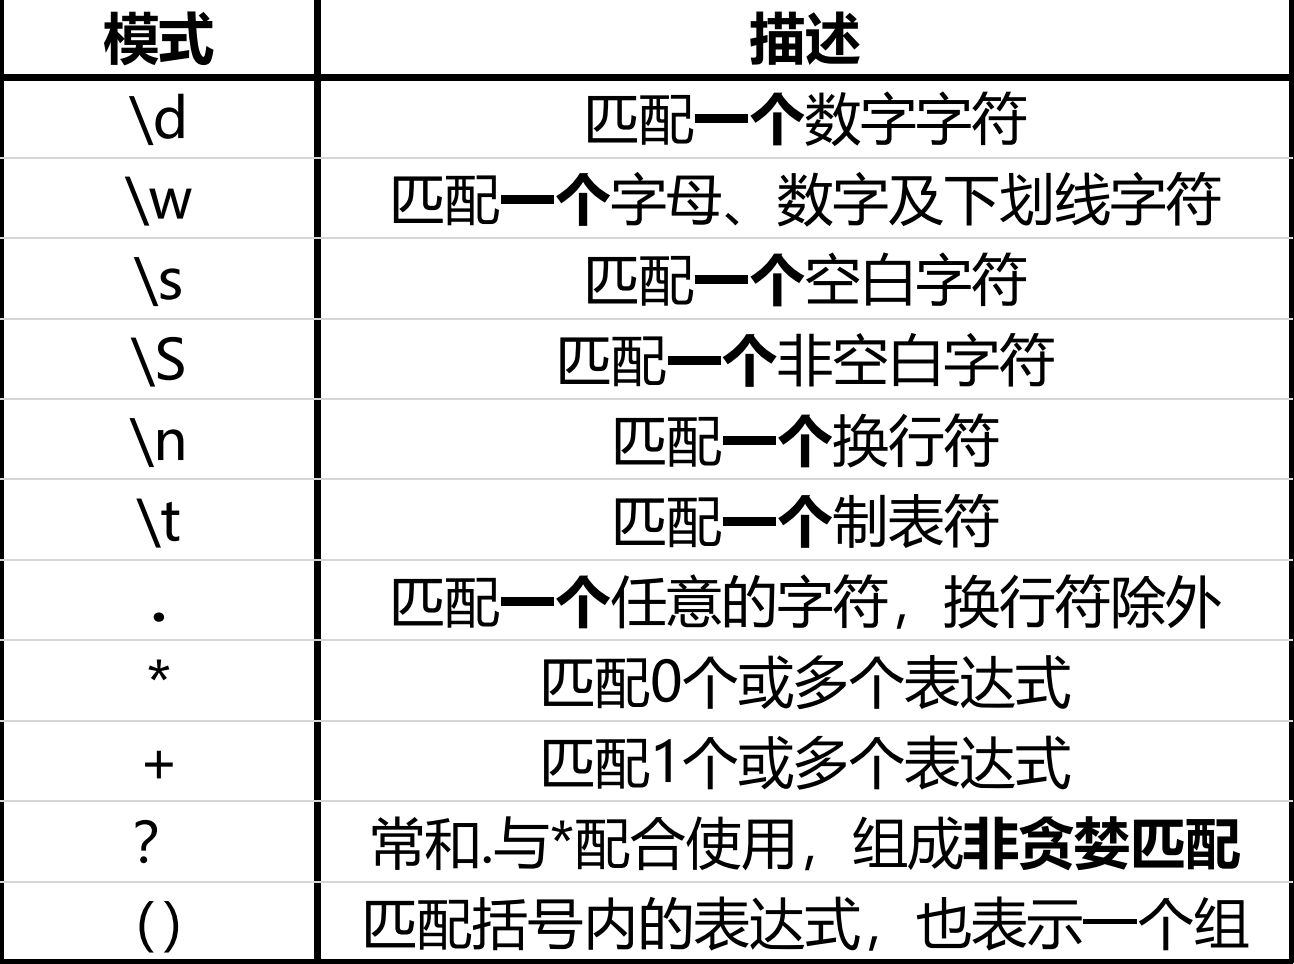 模式 描述
\d 匹配一个数字字符
\w 匹配一个字母、数字及下划线字符
\s 匹配一个空白字符
\S 匹配一个非空白字符
\n 匹配一个换行符
\t 匹配一个制表符
. 匹配一个任意的字符，换行符除外
* 匹配0个或多个表达式
+ 匹配1个或多个表达式
? 常和.与*配合使用，组成非贪婪匹配
() 匹配括号内的表达式，也表示一个组